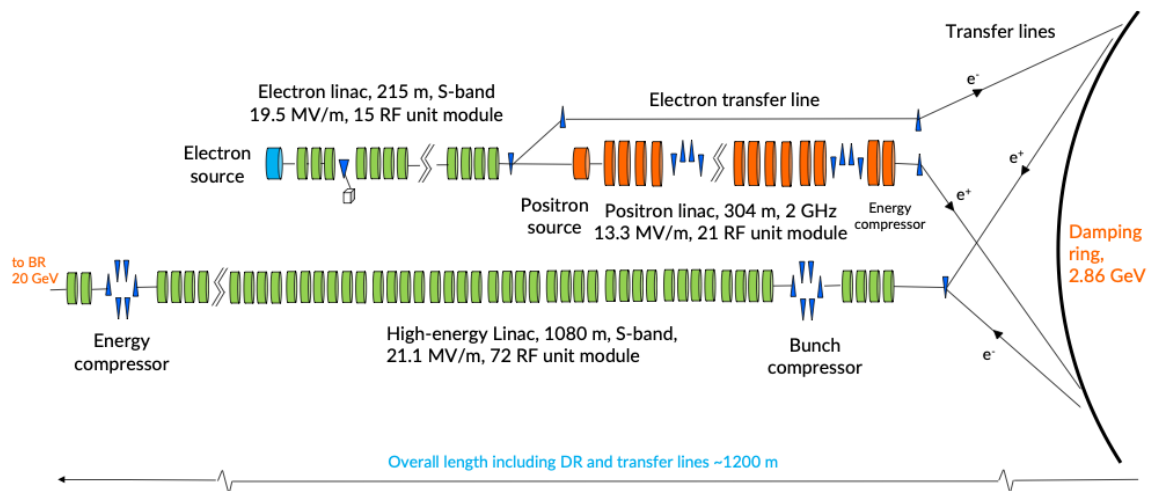 Transfer lines
Electron linac, 215 m, S-band
19.5 MV/m, 15 RF unit module
e-
Electron transfer line
Electron
source
e+
Positron
source
Positron linac, 304 m, 2 GHz
13.3 MV/m, 21 RF unit module
Energy
compressor
e+
Damping
ring,
2.86 GeV
to BR
20 GeV
Energy
compressor
High-energy Linac, 1080 m, S-band,
21.1 MV/m, 72 RF unit module
Bunch
compressor
e-
Overall length including DR and transfer lines ~1200 m